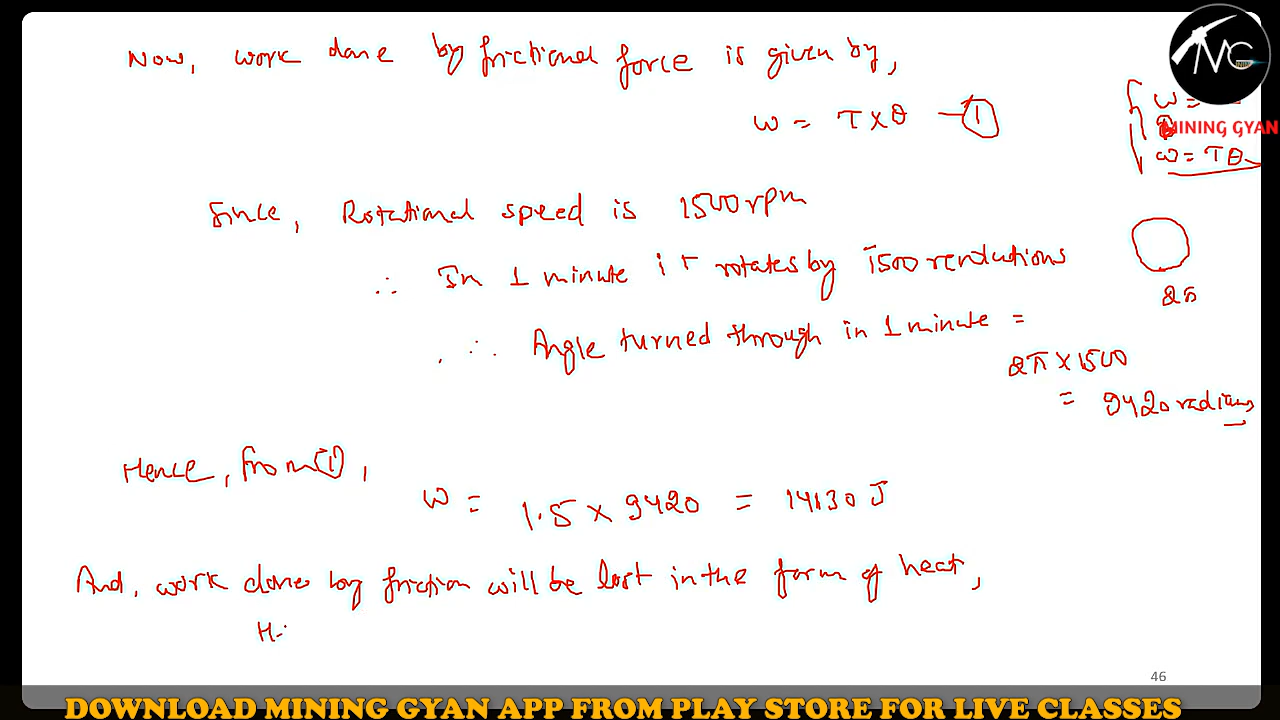 Now, work done by frictional force is given by,
W = T×θ — ①
W =
MINING GYAN
W = Tθ
Since, Rotational speed is 1500rpm
∴ In 1 minute it rotates by 1500 revolutions
2π
∴ Angle turned through in 1 minute =
2π × 1500
= 9420 radians
Hence, from ①,
W = 1.5 × 9420 = 14130 J
And, work done by friction will be lost in the form of heat,
H
46
DOWNLOAD MINING GYAN APP FROM PLAY STORE FOR LIVE CLASSES